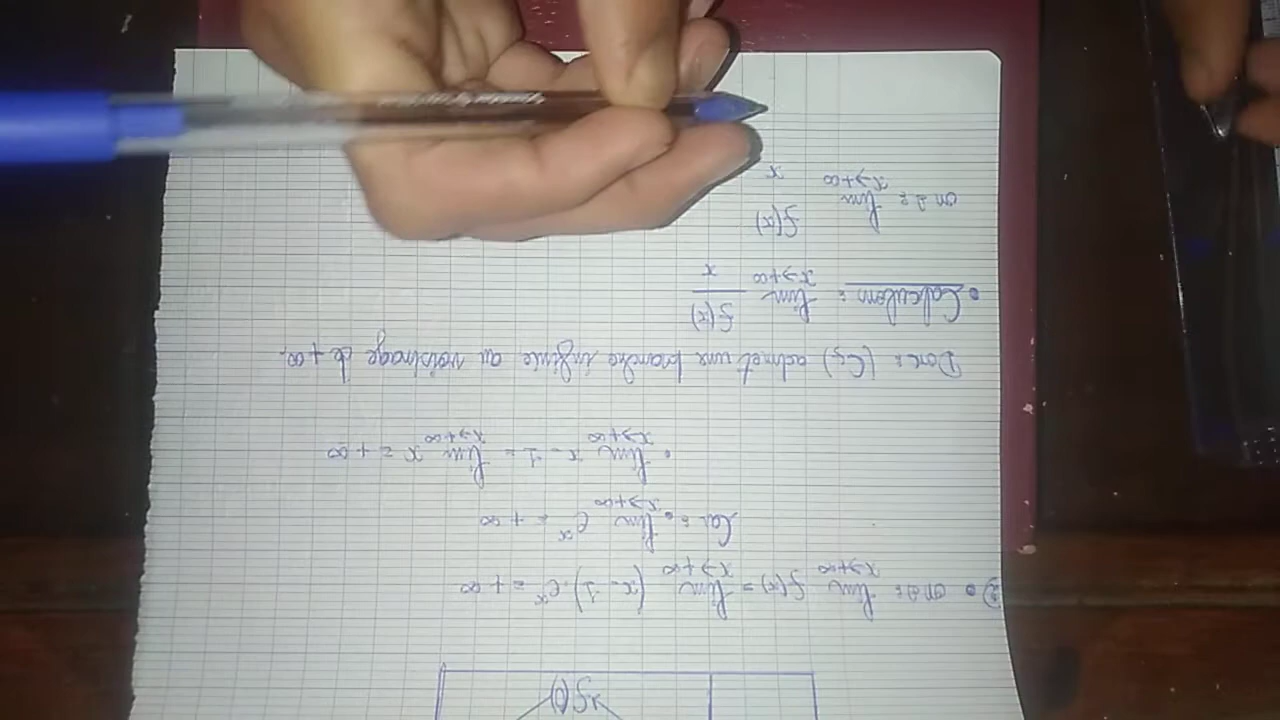 f(0)
2) • on a : lim x→+∞ f(x) = lim x→+∞ (x - 1).e^x = + ∞
Car : • lim x→+∞ e^x = + ∞
• lim x→+∞ x - 1 = lim x→+∞ x = + ∞
Donc : (Cf) admet une branche infinie au voisinage de +∞.
• Calculons : lim x→+∞ f(x)/x
on a : lim x→+∞ f(x) x